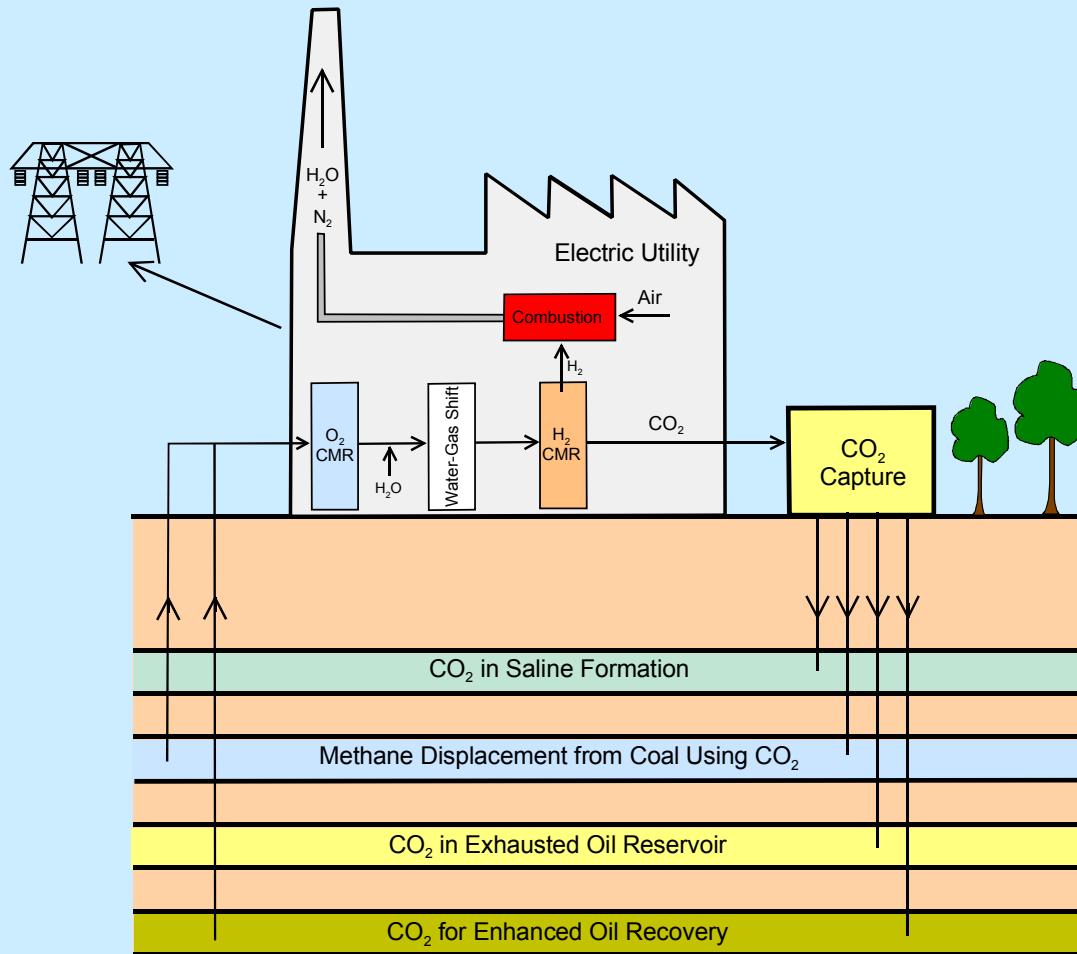 H₂O
+
N₂
Electric Utility
Air
Combustion
H₂
O₂
CMR
H₂O
Water-Gas Shift
H₂
CMR
CO₂
CO₂
Capture
CO₂ in Saline Formation
Methane Displacement from Coal Using CO₂
CO₂ in Exhausted Oil Reservoir
CO₂ for Enhanced Oil Recovery